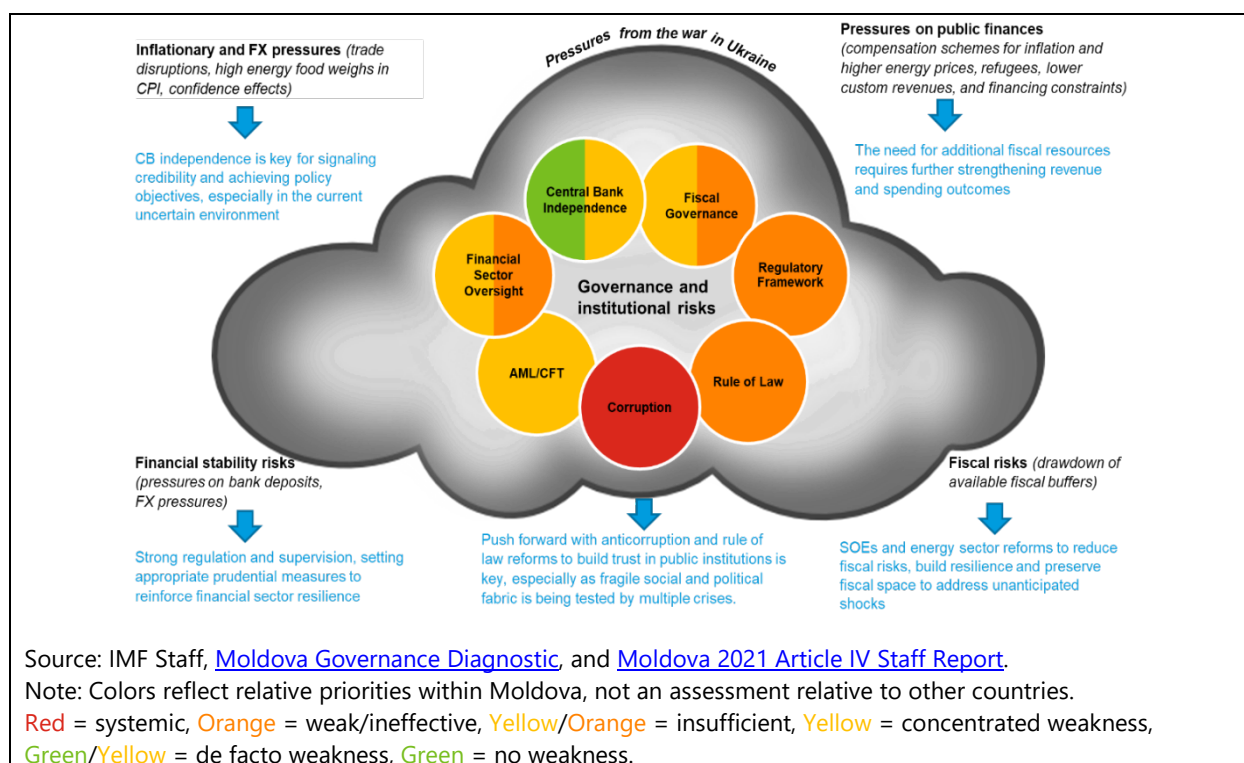 Pressures from the war in Ukraine
Inflationary and FX pressures (trade
disruptions, high energy food weighs in
CPI, confidence effects)
CB independence is key for signaling
credibility and achieving policy
objectives, especially in the current
uncertain environment
Pressures on public finances
(compensation schemes for inflation and
higher energy prices, refugees, lower
custom revenues, and financing constraints)
The need for additional fiscal resources
requires further strengthening revenue
and spending outcomes
Central Bank
Independence
Fiscal
Governance
Financial
Sector
Oversight
Regulatory
Framework
Governance and
institutional risks
AML/CFT
Corruption
Rule of Law
Financial stability risks
(pressures on bank deposits,
FX pressures)
Strong regulation and supervision, setting
appropriate prudential measures to
reinforce financial sector resilience
Push forward with anticorruption and rule of
law reforms to build trust in public institutions is
key, especially as fragile social and political
fabric is being tested by multiple crises.
Fiscal risks (drawdown of
available fiscal buffers)
SOEs and energy sector reforms to reduce
fiscal risks, build resilience and preserve
fiscal space to address unanticipated
shocks
Source: IMF Staff, Moldova Governance Diagnostic, and Moldova 2021 Article IV Staff Report.
Note: Colors reflect relative priorities within Moldova, not an assessment relative to other countries.
Red = systemic, Orange = weak/ineffective, Yellow/Orange = insufficient, Yellow = concentrated weakness,
Green/Yellow = de facto weakness, Green = no weakness.